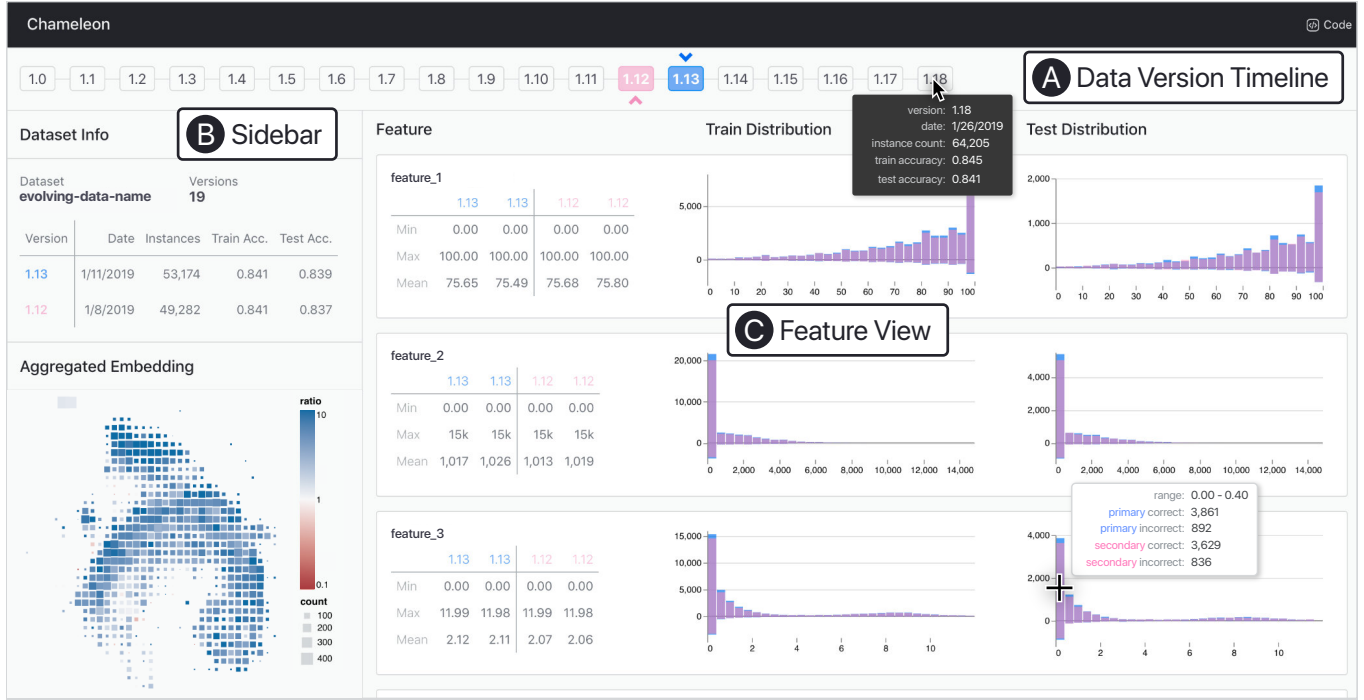 Chameleon
Code
1.0 1.1 1.2 1.3 1.4 1.5 1.6 1.7 1.8 1.9 1.10 1.11 1.12 1.13 1.14 1.15 1.16 1.17 1.18
A Data Version Timeline
version: 1.18
date: 1/26/2019
instance count: 64,205
train accuracy: 0.845
test accuracy: 0.841
Dataset Info
B Sidebar
Dataset Versions
evolving-data-name 19
Version Date Instances Train Acc. Test Acc.
1.13 1/11/2019 53,174 0.841 0.839
1.12 1/8/2019 49,282 0.841 0.837
Aggregated Embedding
ratio
10
1
0.1
count
100
200
300
400
Feature Train Distribution Test Distribution
feature_1
1.13 1.13 1.12 1.12
Min 0.00 0.00 0.00 0.00
Max 100.00 100.00 100.00 100.00
Mean 75.65 75.49 75.68 75.80
5,000
0
0 10 20 30 40 50 60 70 80 90 100
2,000
1,000
0
0 10 20 30 40 50 60 70 80 90 100
C Feature View
feature_2
1.13 1.13 1.12 1.12
Min 0.00 0.00 0.00 0.00
Max 15k 15k 15k 15k
Mean 1,017 1,026 1,013 1,019
20,000
10,000
0
0 2,000 4,000 6,000 8,000 10,000 12,000 14,000
4,000
2,000
0
0 2,000 4,000 6,000 8,000 10,000 12,000 14,000
feature_3
1.13 1.13 1.12 1.12
Min 0.00 0.00 0.00 0.00
Max 11.99 11.98 11.99 11.98
Mean 2.12 2.11 2.07 2.06
15,000
10,000
5,000
0
0 2 4 6 8 10
4,000
2,000
0
0 2 4 6 8 10
range: 0.00 - 0.40
primary correct: 3,861
primary incorrect: 892
secondary correct: 3,629
secondary incorrect: 836